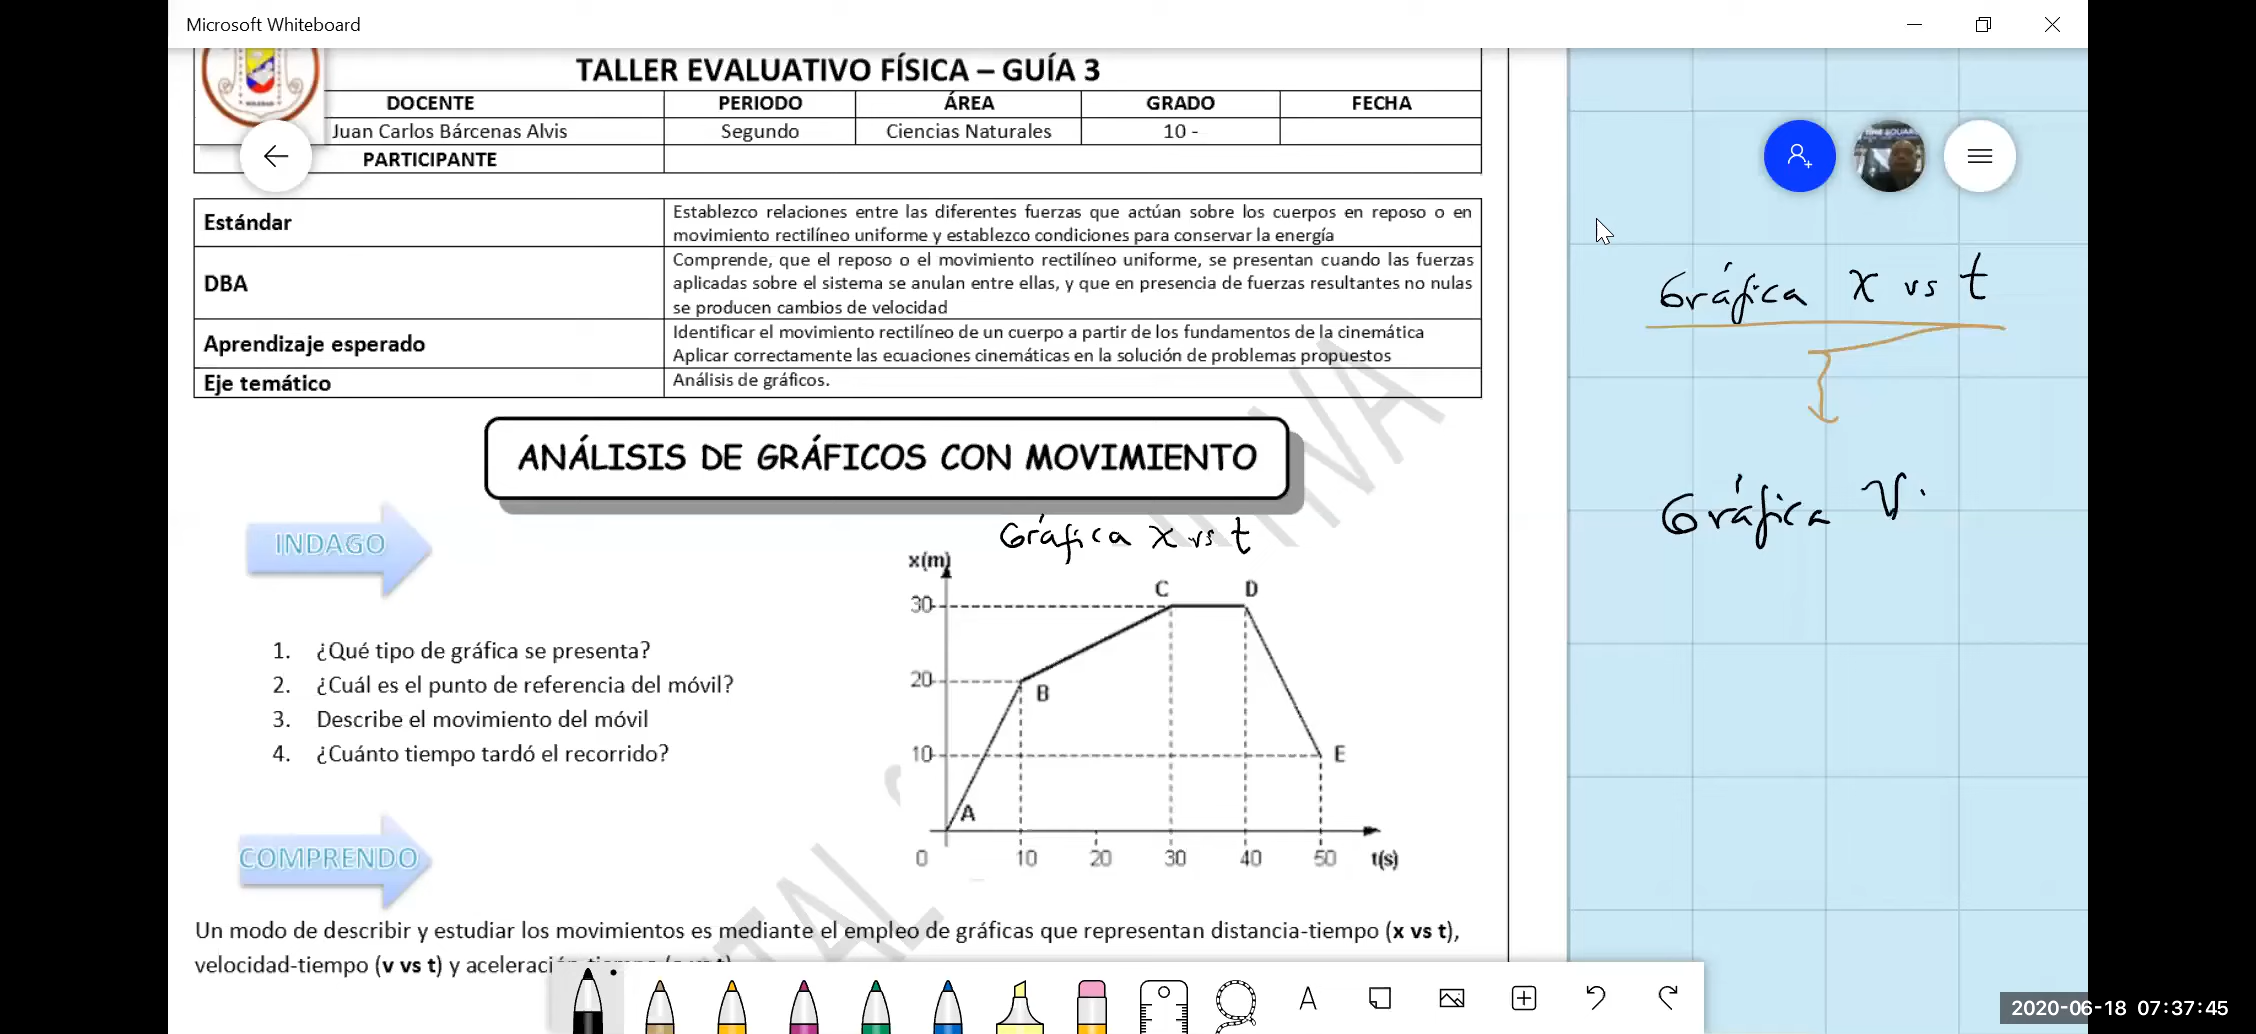 Microsoft Whiteboard
TALLER EVALUATIVO FÍSICA – GUÍA 3
DOCENTE PERIODO ÁREA GRADO FECHA
Juan Carlos Bárcenas Alvis Segundo Ciencias Naturales 10 -
PARTICIPANTE
Estándar
Establezco relaciones entre las diferentes fuerzas que actúan sobre los cuerpos en reposo o en
movimiento rectilíneo uniforme y establezco condiciones para conservar la energía
DBA
Comprende, que el reposo o el movimiento rectilíneo uniforme, se presentan cuando las fuerzas
aplicadas sobre el sistema se anulan entre ellas, y que en presencia de fuerzas resultantes no nulas
se producen cambios de velocidad
Aprendizaje esperado
Identificar el movimiento rectilíneo de un cuerpo a partir de los fundamentos de la cinemática
Aplicar correctamente las ecuaciones cinemáticas en la solución de problemas propuestos
Eje temático
Análisis de gráficos.
ANÁLISIS DE GRÁFICOS CON MOVIMIENTO
INDAGO
1. ¿Qué tipo de gráfica se presenta?
2. ¿Cuál es el punto de referencia del móvil?
3. Describe el movimiento del móvil
4. ¿Cuánto tiempo tardó el recorrido?
Gráfica x vs t
x(m)
C D
30
20
B
10 E
A
0 10 20 30 40 50 t(s)
COMPRENDO
Un modo de describir y estudiar los movimientos es mediante el empleo de gráficas que representan distancia-tiempo (x vs t),
velocidad-tiempo (v vs t) y
Gráfica x vs t
Gráfica V
A
2020-06-18 07:37:45